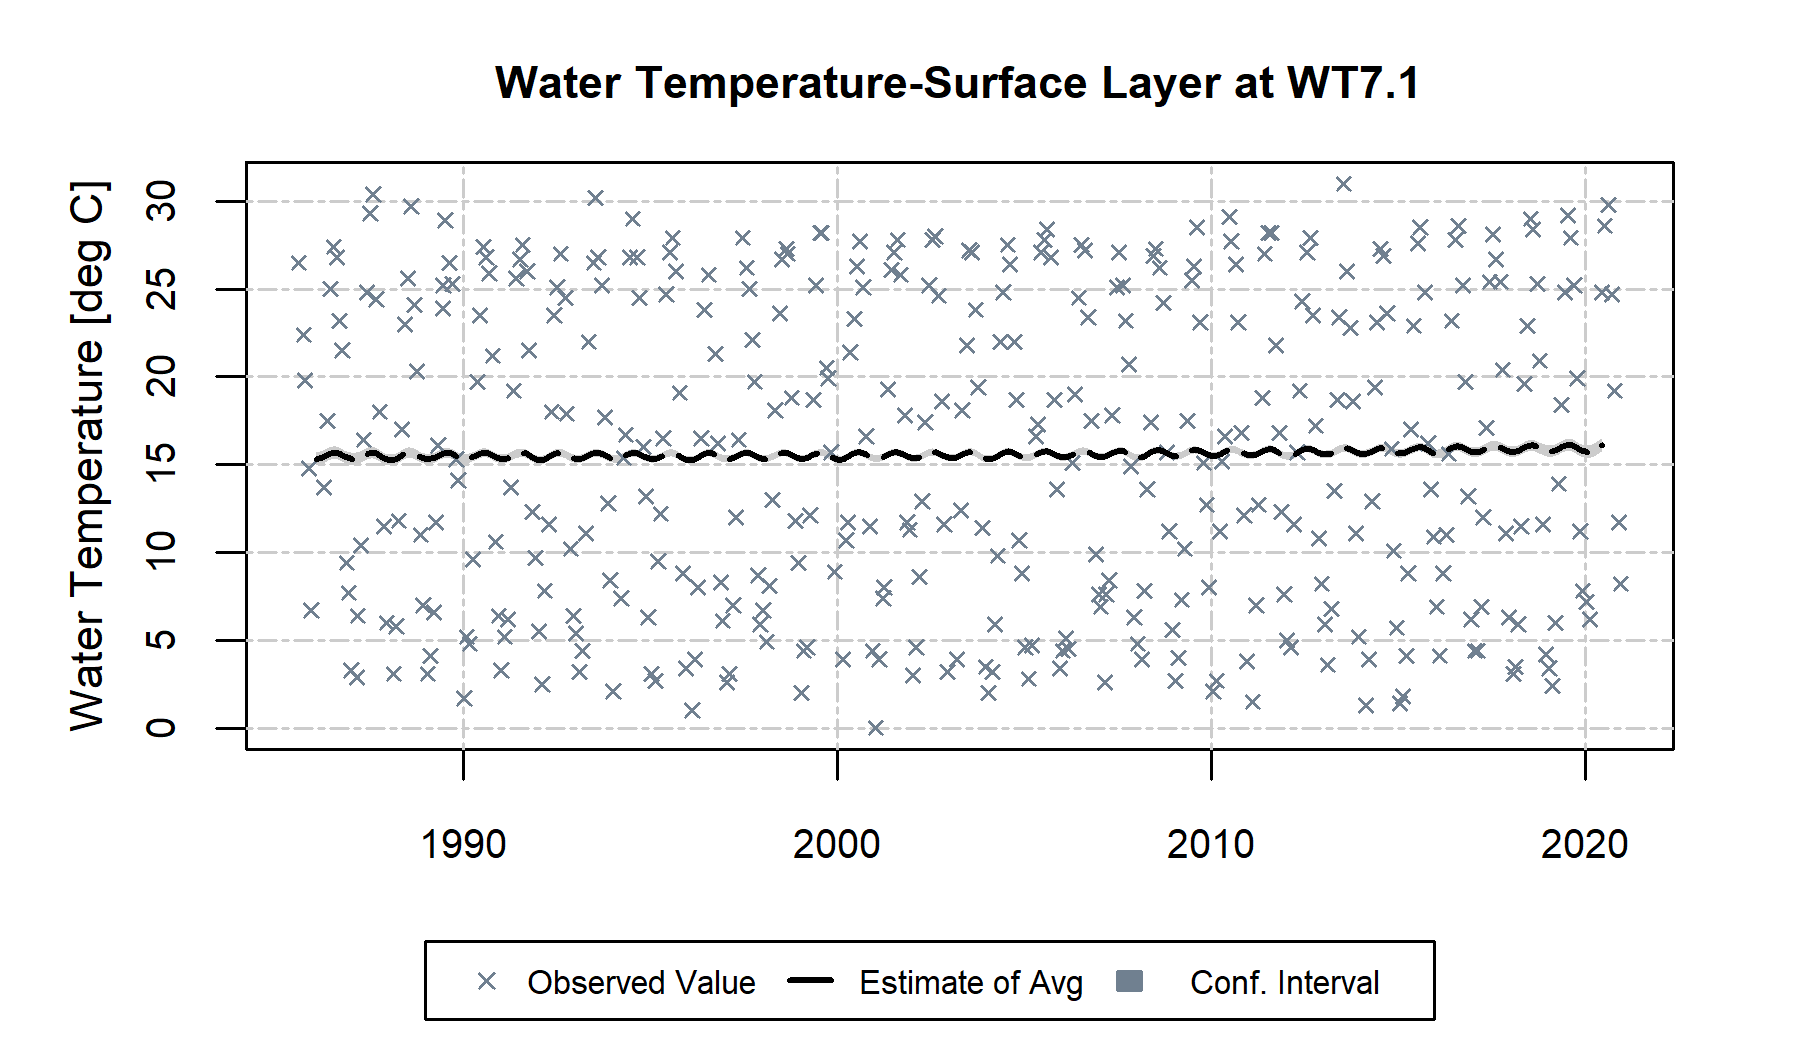 Water Temperature-Surface Layer at WT7.1
Water Temperature [deg C]
30
25
20
15
10
5
0
1990 2000 2010 2020
Observed Value Estimate of Avg Conf. Interval